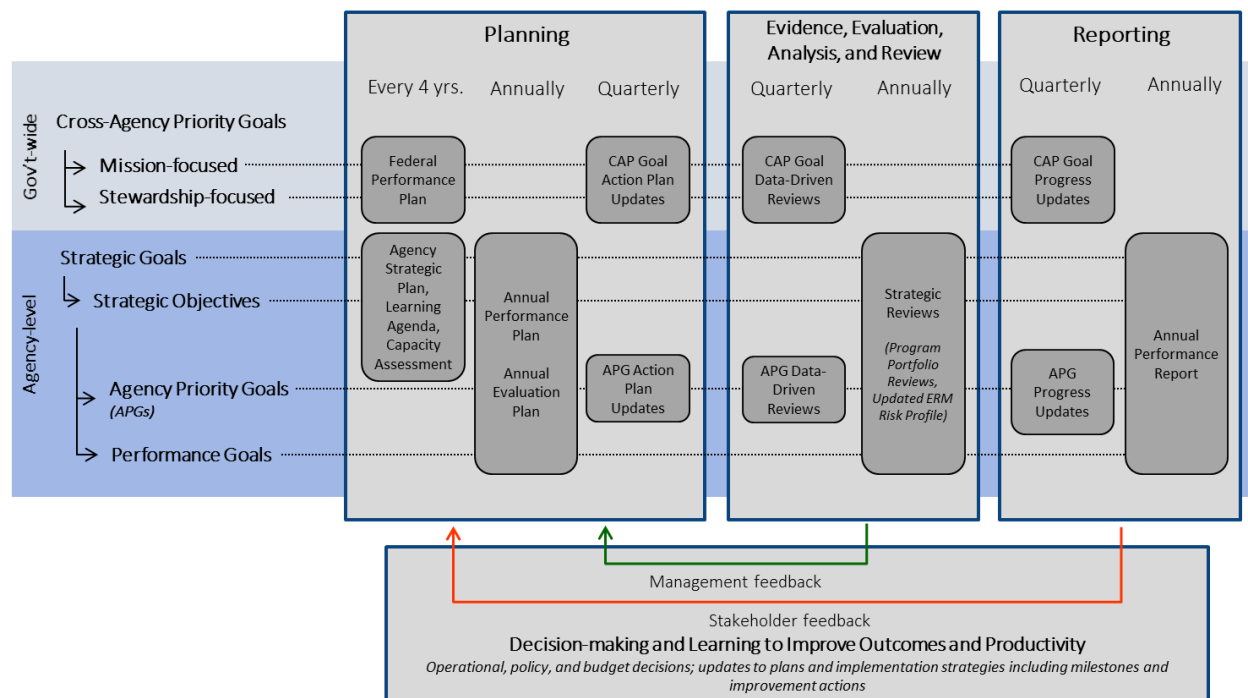 Planning
Evidence, Evaluation,
Analysis, and Review
Reporting
Every 4 yrs.
Annually
Quarterly
Quarterly
Annually
Quarterly
Annually
Gov't-wide
Cross-Agency Priority Goals
Mission-focused
Stewardship-focused
Federal
Performance
Plan
CAP Goal
Action Plan
Updates
CAP Goal
Data-Driven
Reviews
CAP Goal
Progress
Updates
Agency-level
Strategic Goals
Strategic Objectives
Agency Priority Goals
(APGs)
Performance Goals
Agency
Strategic
Plan,
Learning
Agenda,
Capacity
Assessment
Annual
Performance
Plan
Annual
Evaluation
Plan
APG Action
Plan
Updates
APG Data-
Driven
Reviews
Strategic
Reviews
(Program
Portfolio
Reviews,
Updated ERM
Risk Profile)
APG
Progress
Updates
Annual
Performance
Report
Management feedback
Stakeholder feedback
Decision-making and Learning to Improve Outcomes and Productivity
Operational, policy, and budget decisions; updates to plans and implementation strategies including milestones and
improvement actions